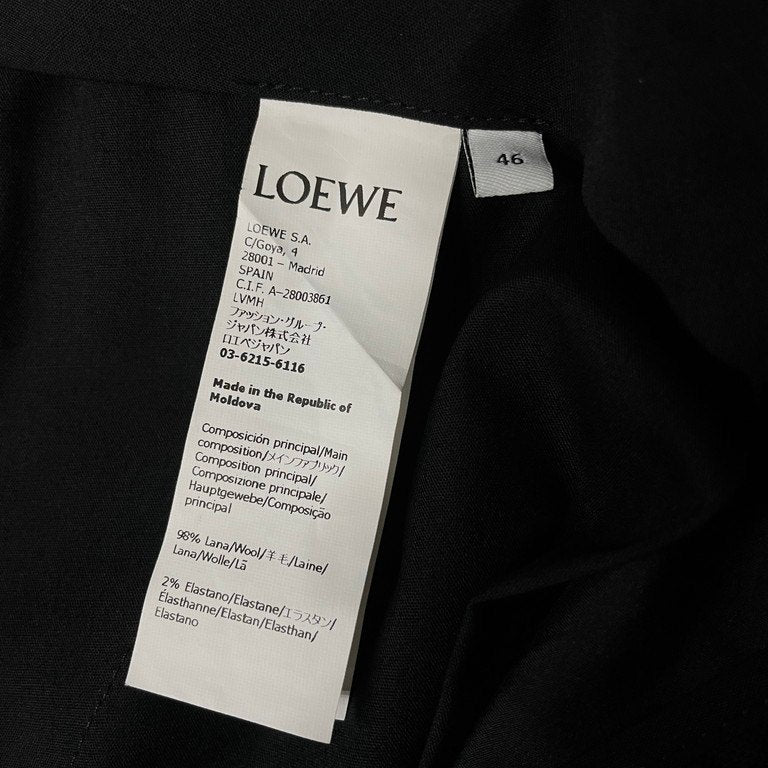 LOEWE
46
LOEWE S.A.
C/Goya, 4
28001 – Madrid
SPAIN
C.I.F. A–28003861
LVMH
ファッション・グループ・
ジャパン株式会社
ロエベジャパン
03-6215-6116
Made in the Republic of
Moldova
Composición principal/Main
composition/メインファブリック/
Composition principal/
Composizione principale/
Hauptgewebe/Composição
principal
98% Lana/Wool/羊毛/Laine/
Lana/Wolle/Lã
2% Elastano/Elastane/エラスタン/
Élasthanne/Elastan/Elasthan/
Elastano